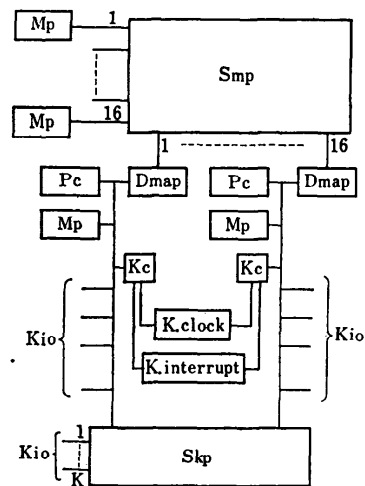 Mp 1
Smp
Mp 16
1 16
Pc Dmap Pc Dmap
Mp Mp
Kc Kc
K.clock
Kio Kio
K.interrupt
1
Kio Skp
K